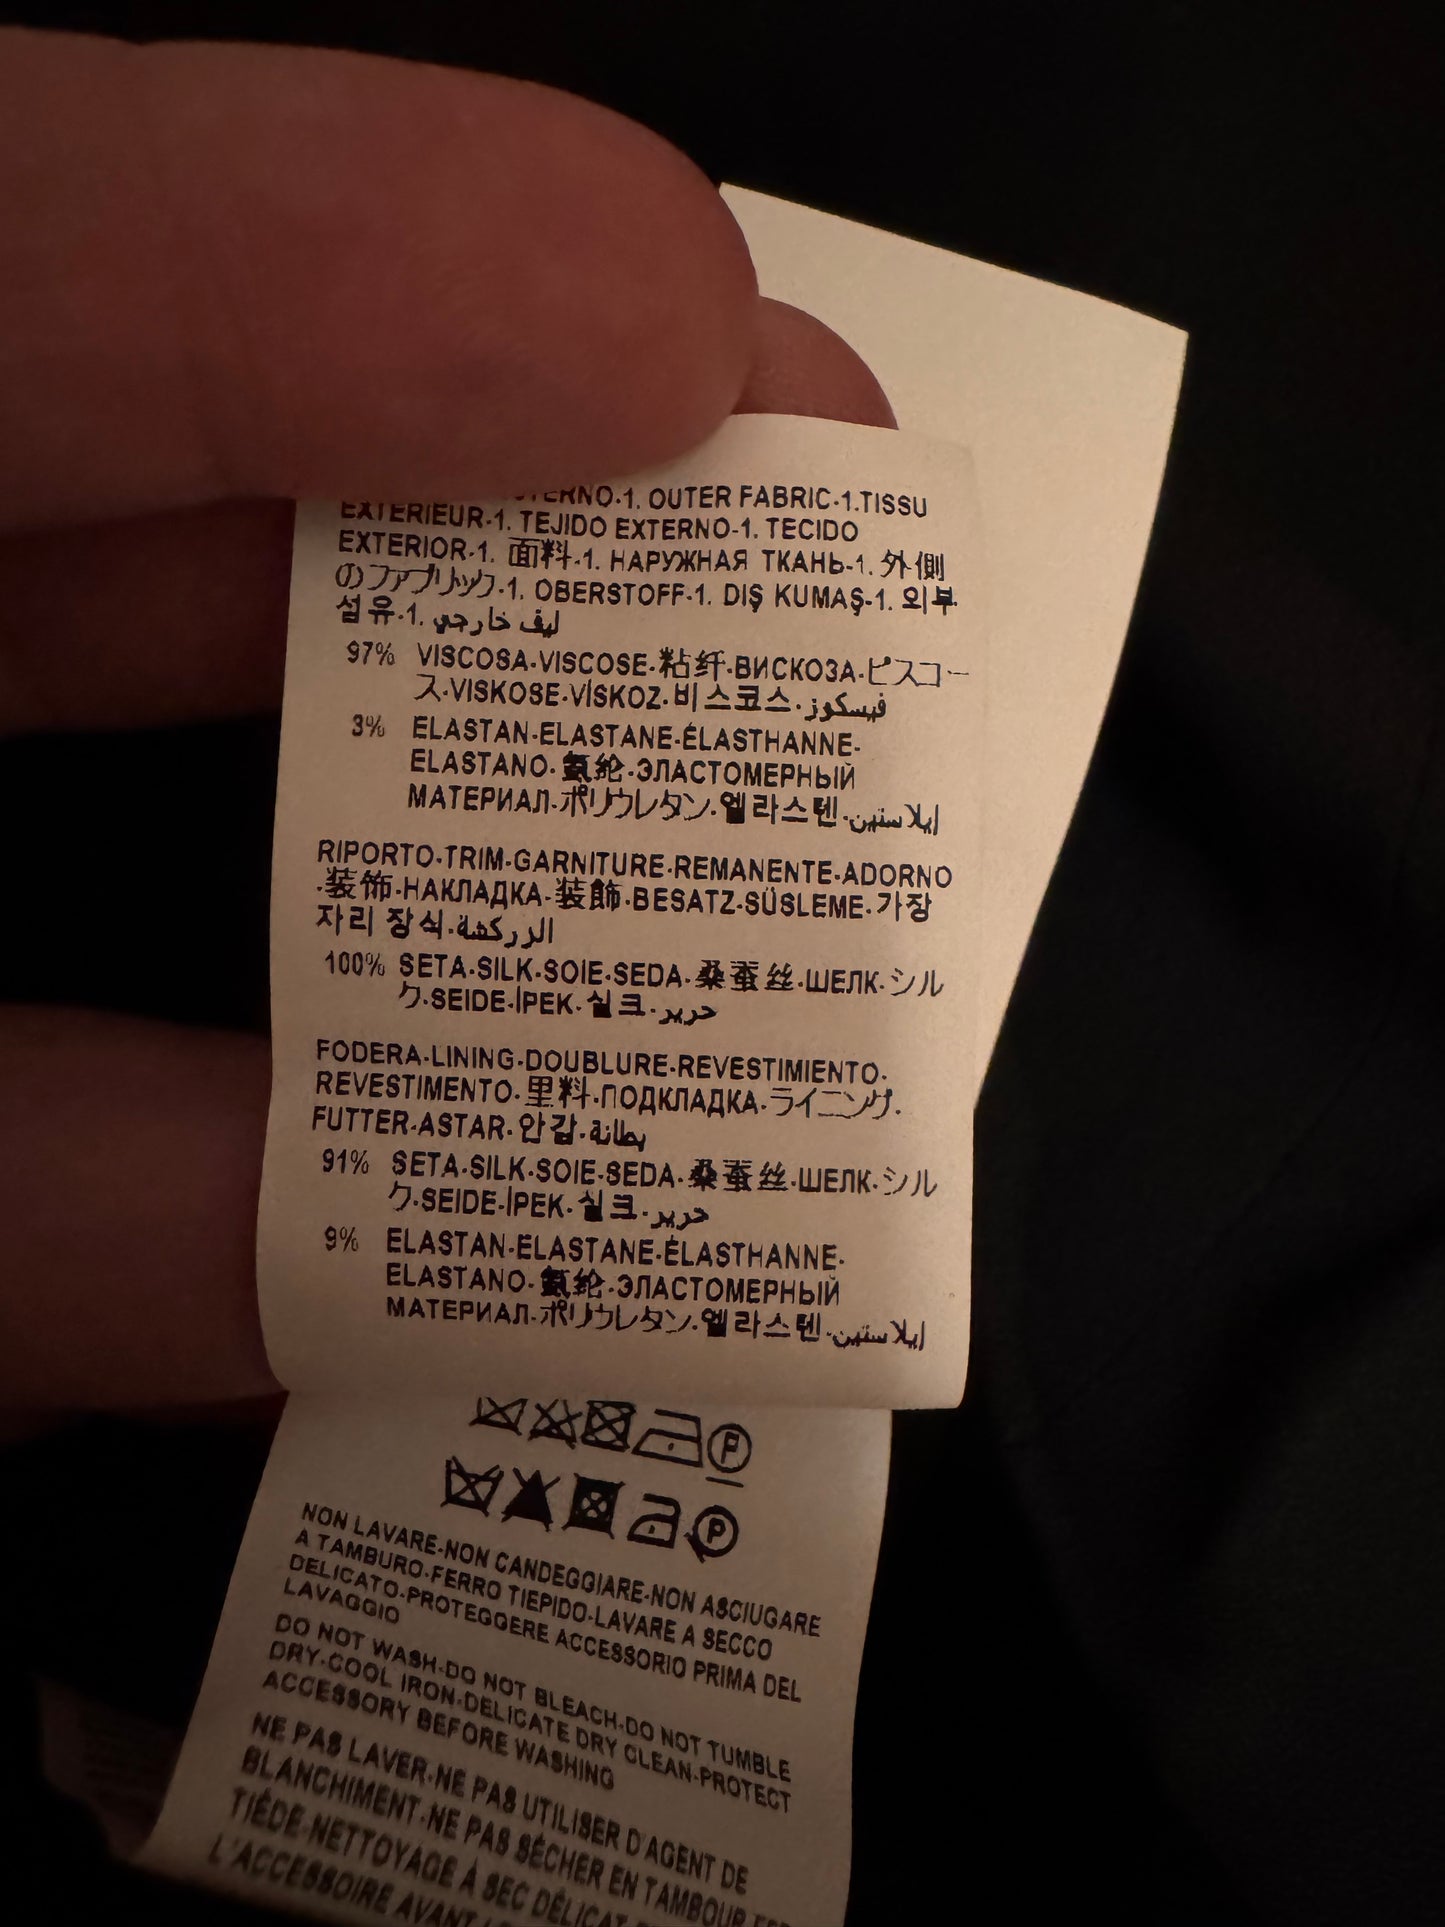 OUTER FABRIC-1.TISSU
EXTERIEUR-1. TEJIDO EXTERNO-1. TECIDO
EXTERIOR-1. 面料-1. НАРУЖНАЯ ТКАНЬ-1. 外側
のファブリック-1. OBERSTOFF-1. DIŞ KUMAŞ-1. 외부
섬유-1. ليف خارجي
97% VISCOSA-VISCOSE-粘纤-ВИСКОЗА-ビスコー
ス-VISKOSE-VİSKOZ-비스코스-فيسكوز
3% ELASTAN-ELASTANE-ÉLASTHANNE-
ELASTANO-氨纶-ЭЛАСТОМЕРНЫЙ
МАТЕРИАЛ-ポリウレタン-엘라스텐-ايلاستين
RIPORTO-TRIM-GARNITURE-REMANENTE-ADORNO
-装饰-НАКЛАДКА-装飾-BESATZ-SÜSLEME-가장
자리 장식-الزركشة
100% SETA-SILK-SOIE-SEDA-桑蚕丝-ШЕЛК-シル
ク-SEIDE-İPEK-실크-حرير
FODERA-LINING-DOUBLURE-REVESTIMIENTO-
REVESTIMENTO-里料-ПОДКЛАДКА-ライニング-
FUTTER-ASTAR-안감-بطانة
91% SETA-SILK-SOIE-SEDA-桑蚕丝-ШЕЛК-シル
ク-SEIDE-İPEK-실크-حرير
9% ELASTAN-ELASTANE-ÉLASTHANNE-
ELASTANO-氨纶-ЭЛАСТОМЕРНЫЙ
МАТЕРИАЛ-ポリウレタン-엘라스텐-ايلاستين
P
P
NON LAVARE-NON CANDEGGIARE-NON ASCIUGARE
A TAMBURO-FERRO TIEPIDO-LAVARE A SECCO
DELICATO-PROTEGGERE ACCESSORIO PRIMA DEL
LAVAGGIO
DO NOT WASH-DO NOT BLEACH-DO NOT TUMBLE
DRY-COOL IRON-DELICATE DRY CLEAN-PROTECT
ACCESSORY BEFORE WASHING
NE PAS LAVER-NE PAS UTILISER D'AGENT DE
BLANCHIMENT-NE PAS SÉCHER EN TAMBOUR
TIÉDE-NETTOYAGE À SEC
L'ACCESSOIRE AVANT